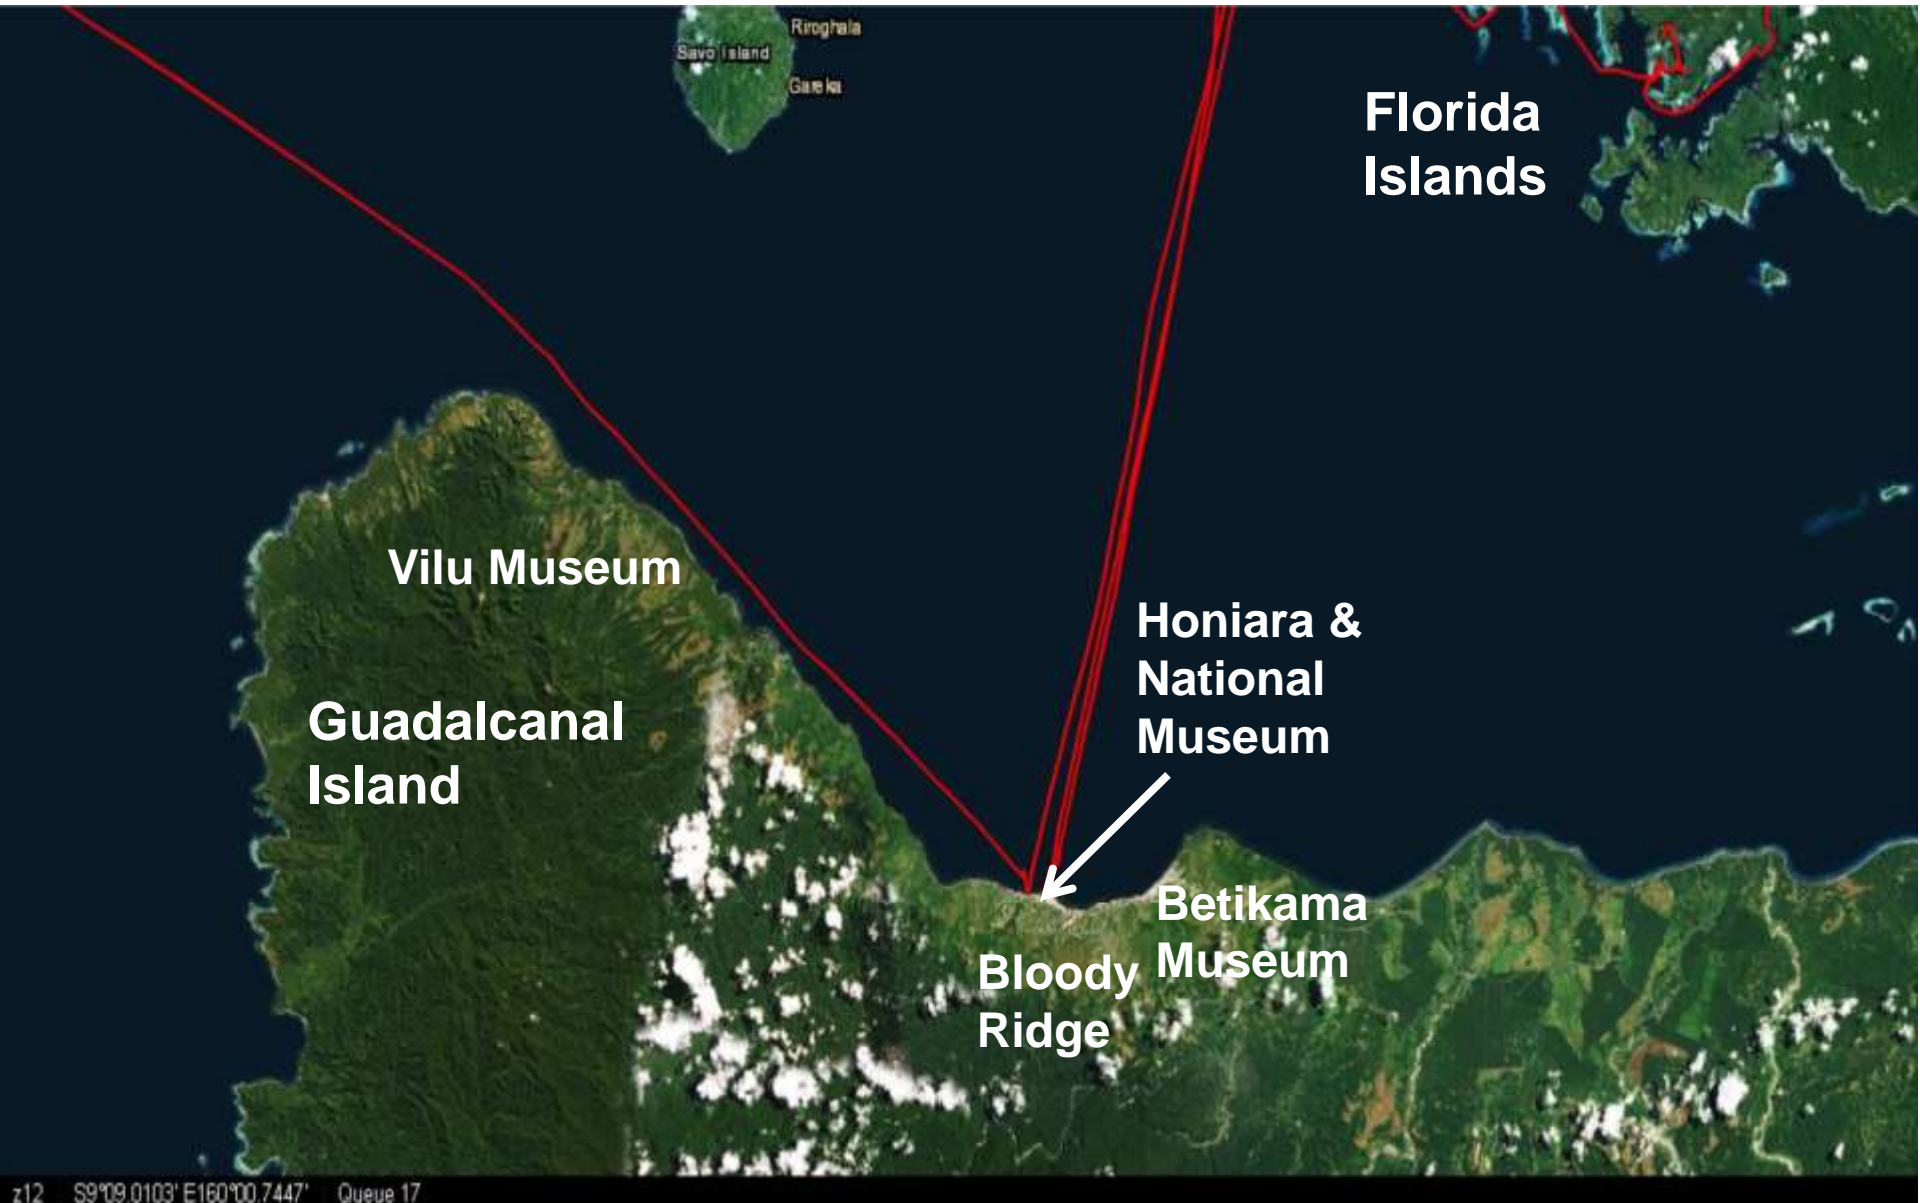 Riroghala
Savo Island
Gareka
Florida
Islands
Vilu Museum
Honiara &
National
Museum
Guadalcanal
Island
Betikama
Museum
Bloody
Ridge
z12 S9°09.0103' E160°00.7447' Queue 17